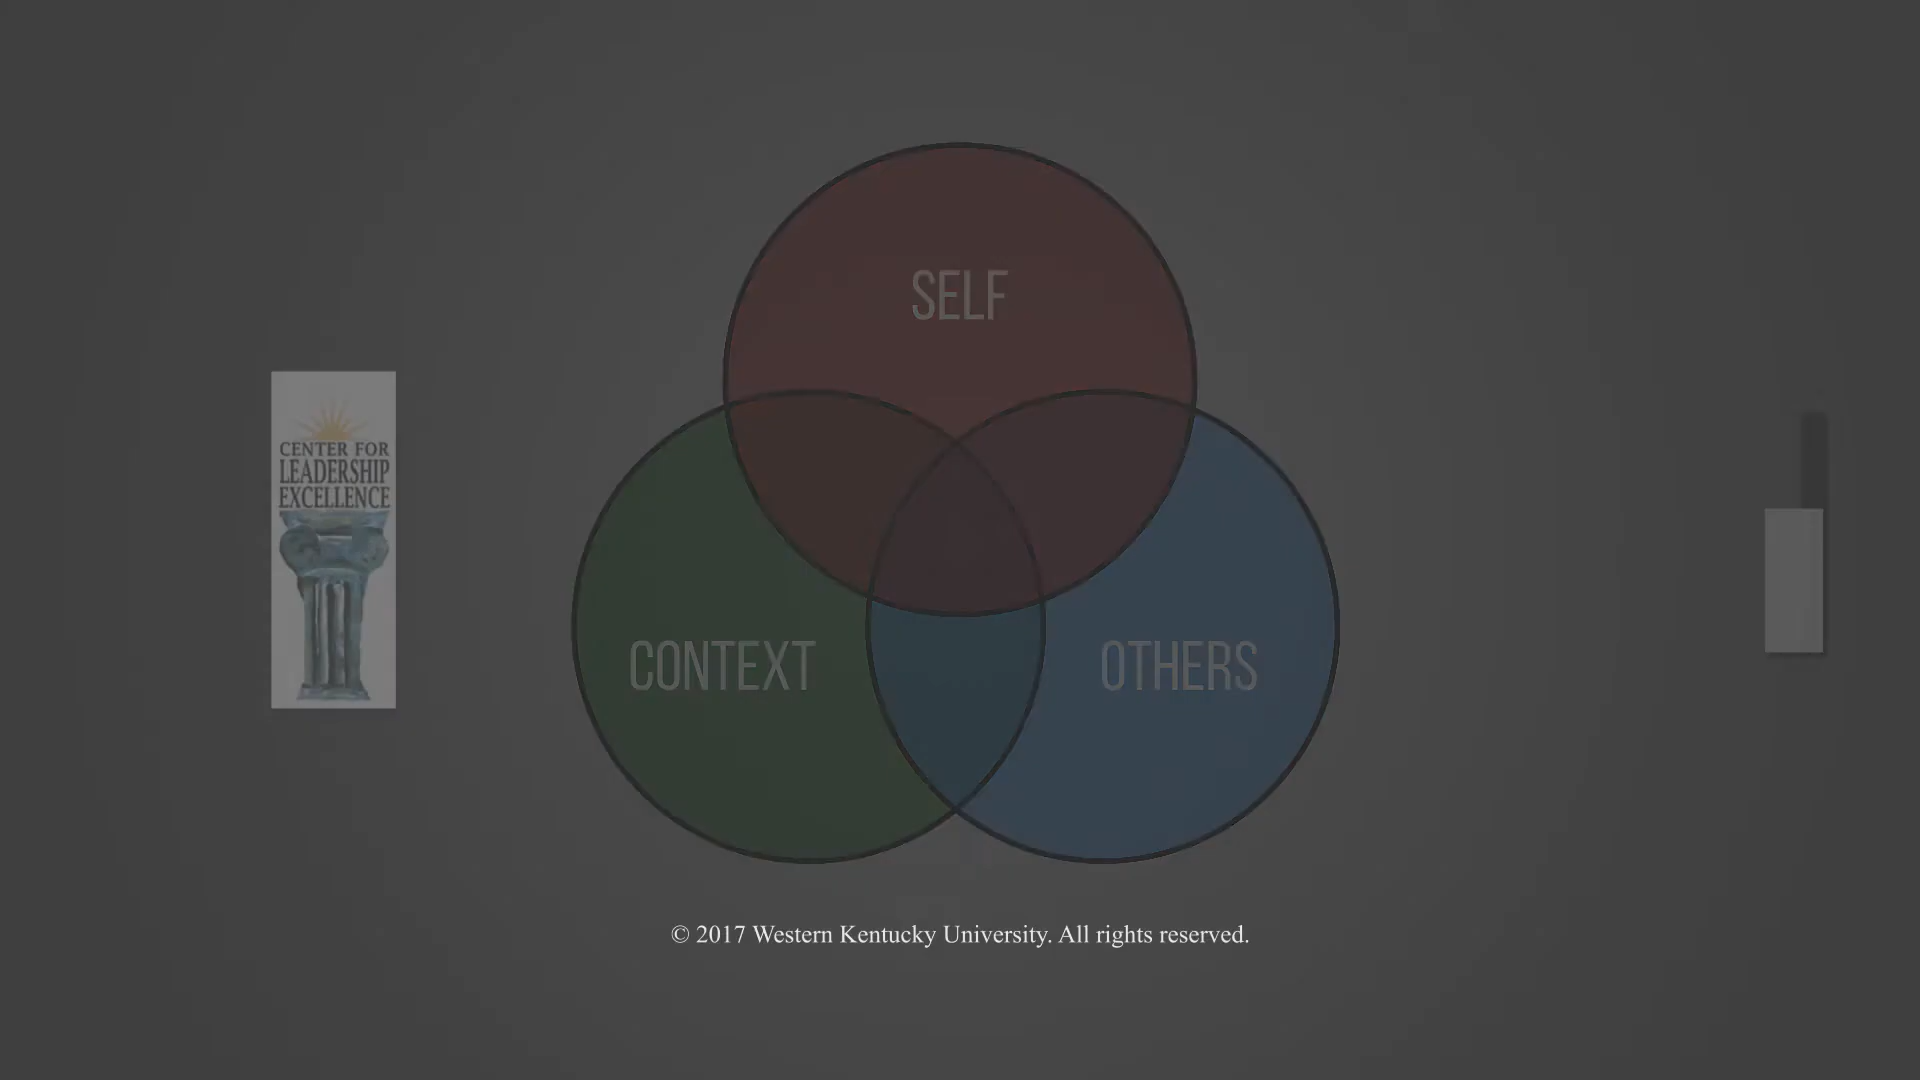 SELF
CENTER FOR
LEADERSHIP
EXCELLENCE
CONTEXT
OTHERS
© 2017 Western Kentucky University. All rights reserved.